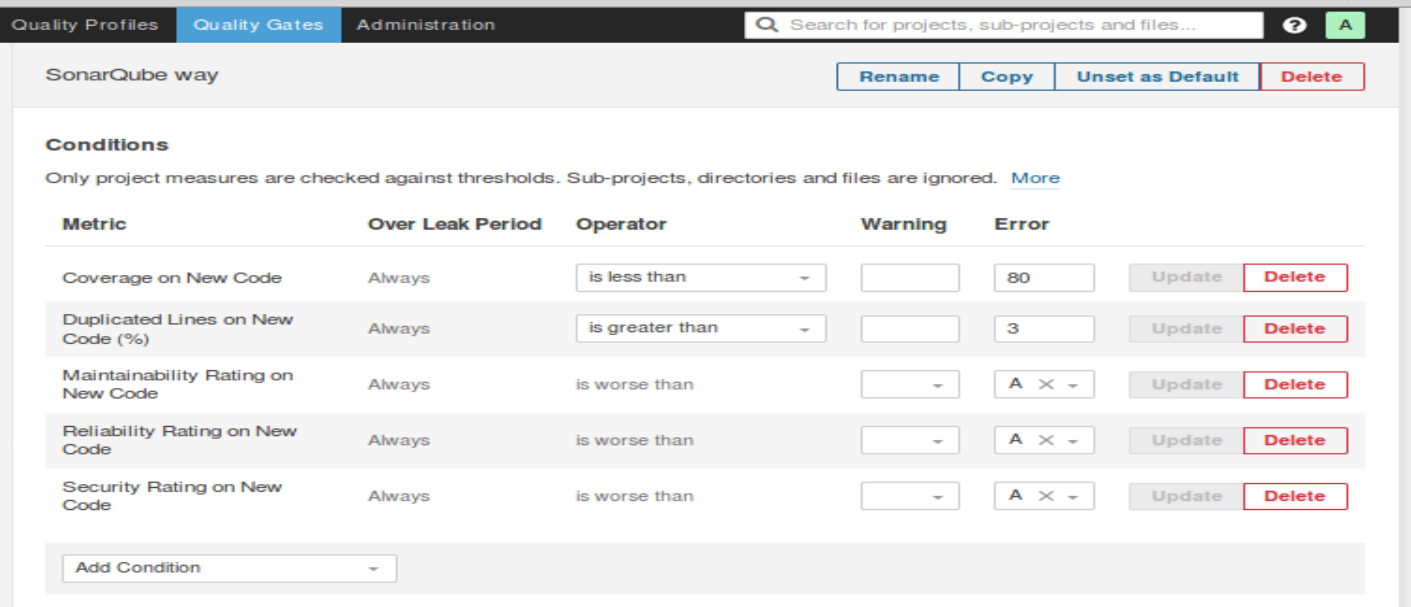 Quality Profiles Quality Gates Administration Search for projects, sub-projects and files... ? A
SonarQube way Rename Copy Unset as Default Delete
Conditions
Only project measures are checked against thresholds. Sub-projects, directories and files are ignored. More
Metric Over Leak Period Operator Warning Error
Coverage on New Code Always is less than 80 Update Delete
Duplicated Lines on New
Code (%) Always is greater than 3 Update Delete
Maintainability Rating on
New Code Always is worse than A Update Delete
Reliability Rating on New
Code Always is worse than A Update Delete
Security Rating on New
Code Always is worse than A Update Delete
Add Condition